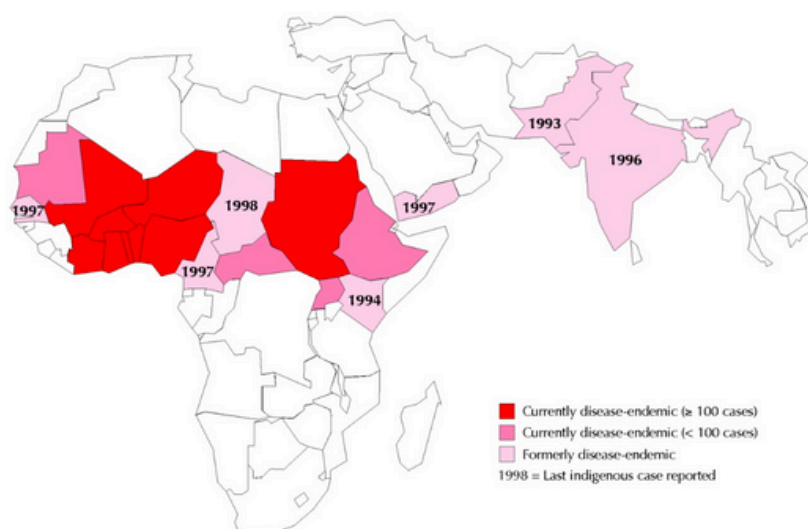 1993
1996
1997
1998
1997
1997
1994
Currently disease-endemic (≥ 100 cases)
Currently disease-endemic (< 100 cases)
Formerly disease-endemic
1998 = Last indigenous case reported